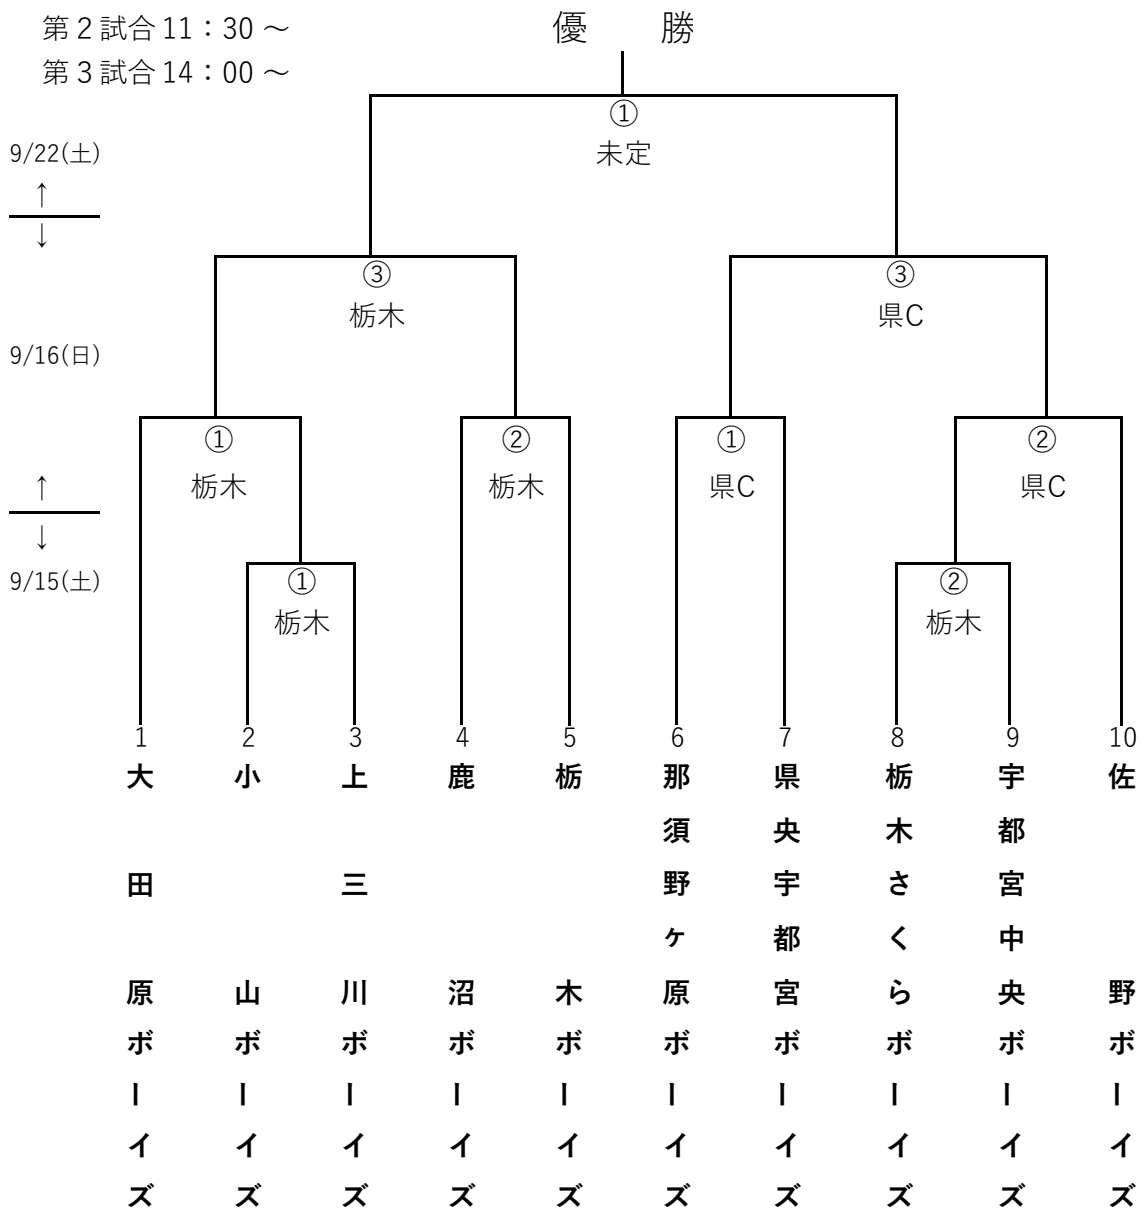 第２試合 11：30 ～
優　勝
第３試合 14：00 ～
①
未定
9/22(土)
↑
↓
③
栃木
③
県C
9/16(日)
①
栃木
②
栃木
①
県C
②
県C
↑
↓
9/15(土)
①
栃木
②
栃木
1
2
3
4
5
6
7
8
9
10
大田原ボーイズ
小山ボーイズ
上三川ボーイズ
鹿沼ボーイズ
栃木ボーイズ
那須野ヶ原ボーイズ
県央宇都宮ボーイズ
栃木さくらボーイズ
宇都宮中央ボーイズ
佐野ボーイズ